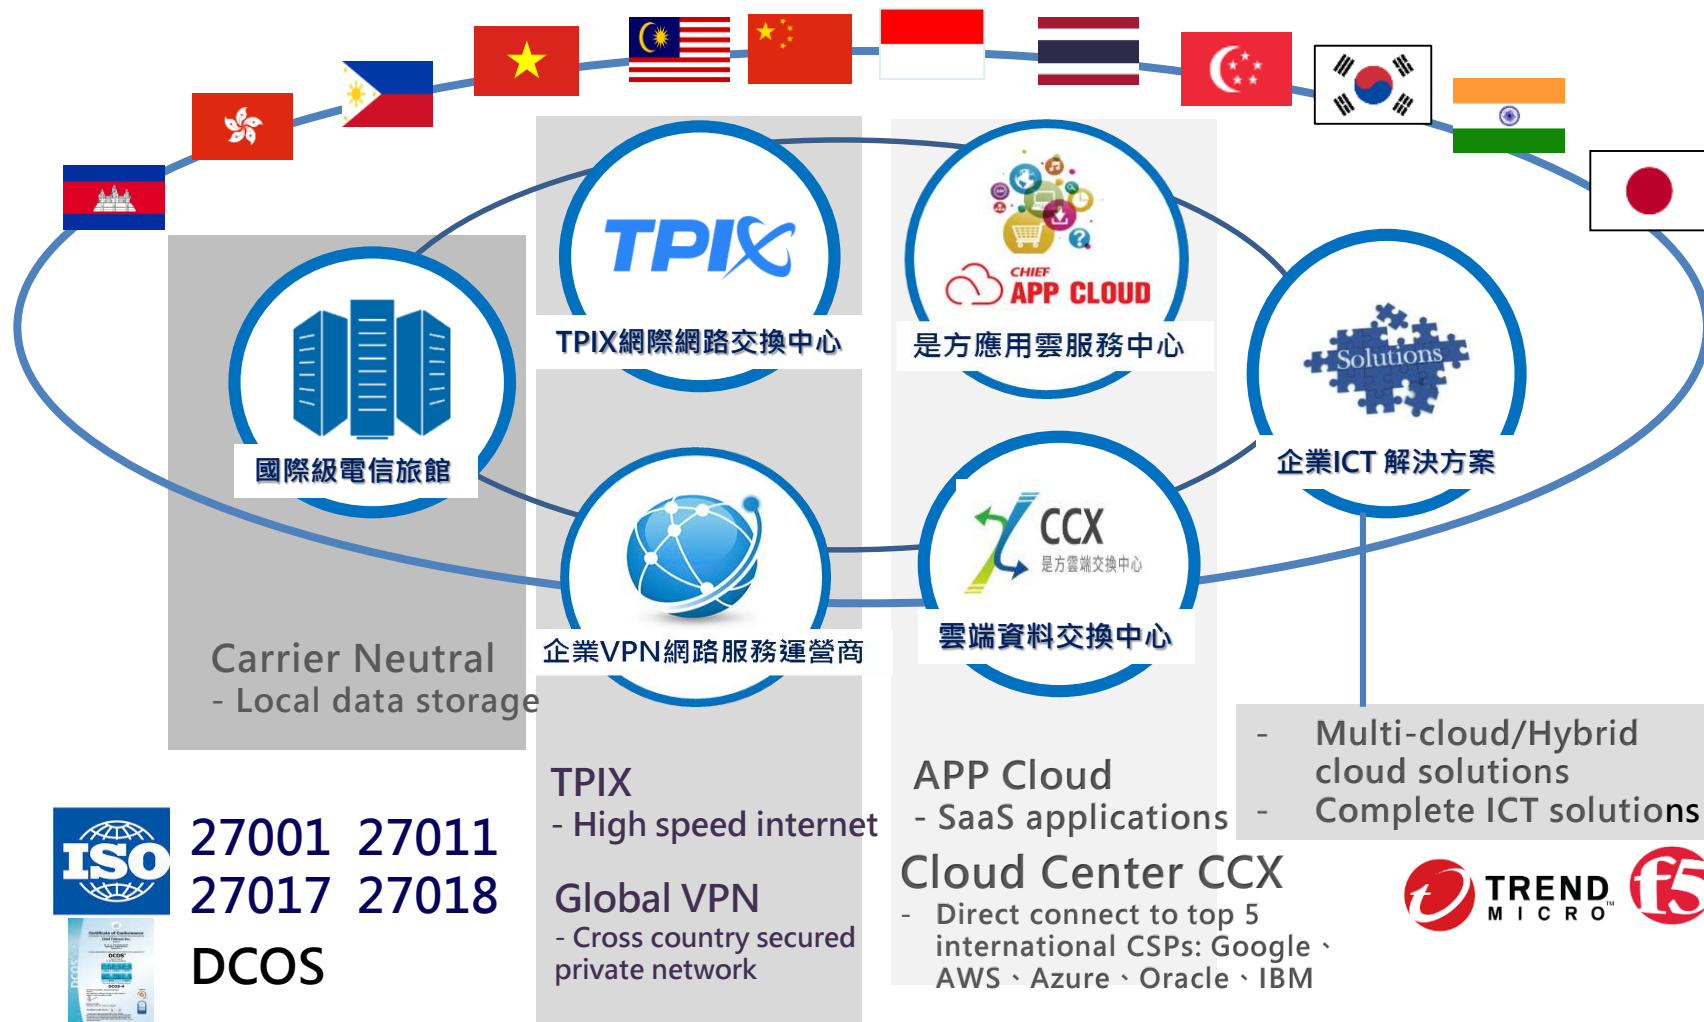 TPIX
TPIX網際網路交換中心
CHIEF
APP CLOUD
是方應用雲服務中心
Solutions
企業ICT 解決方案
國際級電信旅館
企業VPN網路服務運營商
CCX
是方雲端交換中心
雲端資料交換中心
Carrier Neutral
- Local data storage
ISO
27001 27011
27017 27018
DCOS
TPIX
- High speed internet
Global VPN
- Cross country secured
private network
APP Cloud
- SaaS applications
Cloud Center CCX
- Direct connect to top 5
international CSPs: Google、
AWS、Azure、Oracle、IBM
- Multi-cloud/Hybrid
cloud solutions
- Complete ICT solutions
TREND
MICRO™
f5